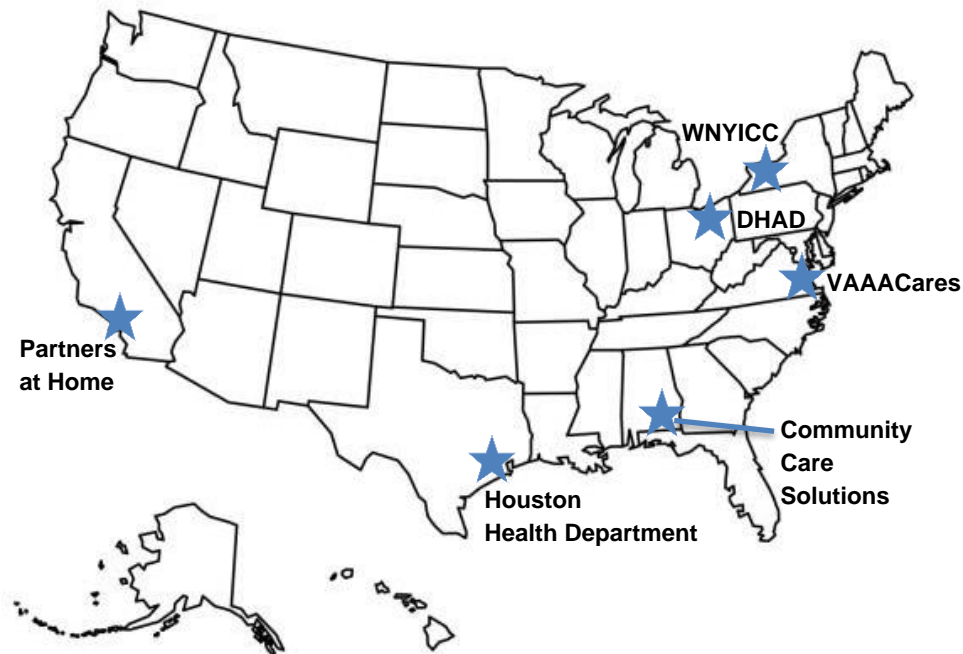 WNYICC
DHAD
VAAACares
Partners
at Home
Community
Care
Solutions
Houston
Health Department